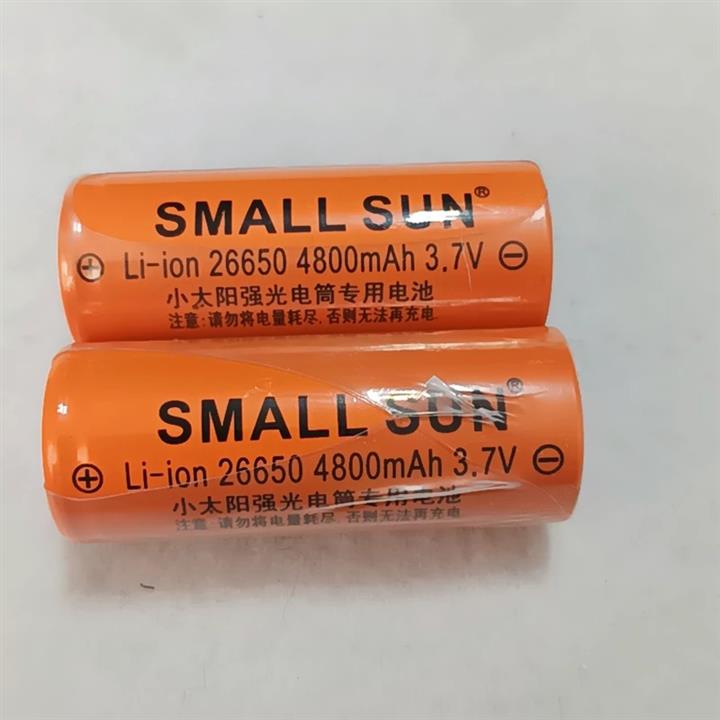 SMALL SUN®
⊕ Li-ion 26650 4800mAh 3.7V ⊖
小太阳强光电筒专用电池
注意:请勿将电量耗尽,否则无法再充电
SMALL SUN®
⊕ Li-ion 26650 4800mAh 3.7V ⊖
小太阳强光电筒专用电池
注意:请勿将电量耗尽,否则无法再充电